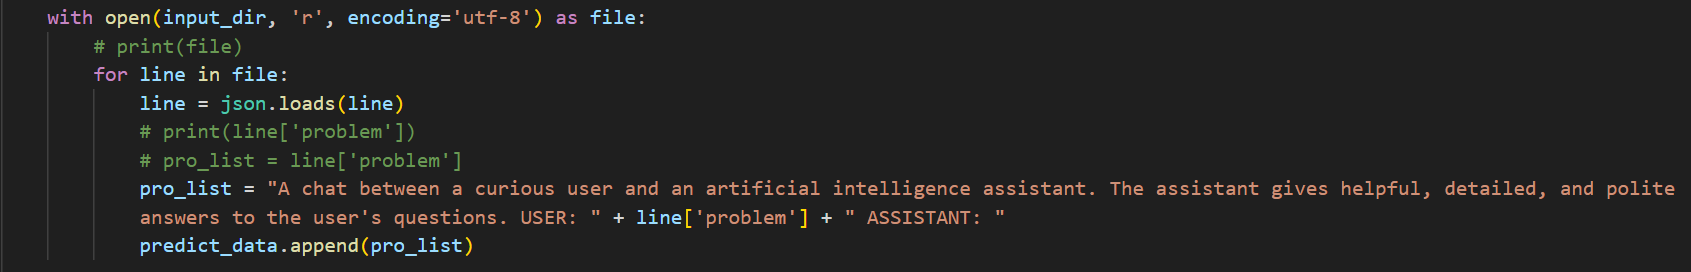 with open(input_dir, 'r', encoding='utf-8') as file:
    # print(file)
    for line in file:
        line = json.loads(line)
        # print(line['problem'])
        # pro_list = line['problem']
        pro_list = "A chat between a curious user and an artificial intelligence assistant. The assistant gives helpful, detailed, and polite
        answers to the user's questions. USER: " + line['problem'] + " ASSISTANT: "
        predict_data.append(pro_list)